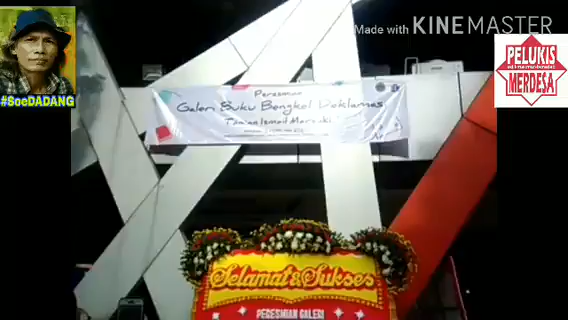 Made with KINEMASTER
PELUKIS
MERDESA
#SoeDADANG
Peresmian
Galeri Buku Bengkel Deklamasi
Taman Ismail Marzuki
Selamat & Sukses
PERESMIAN GALERI